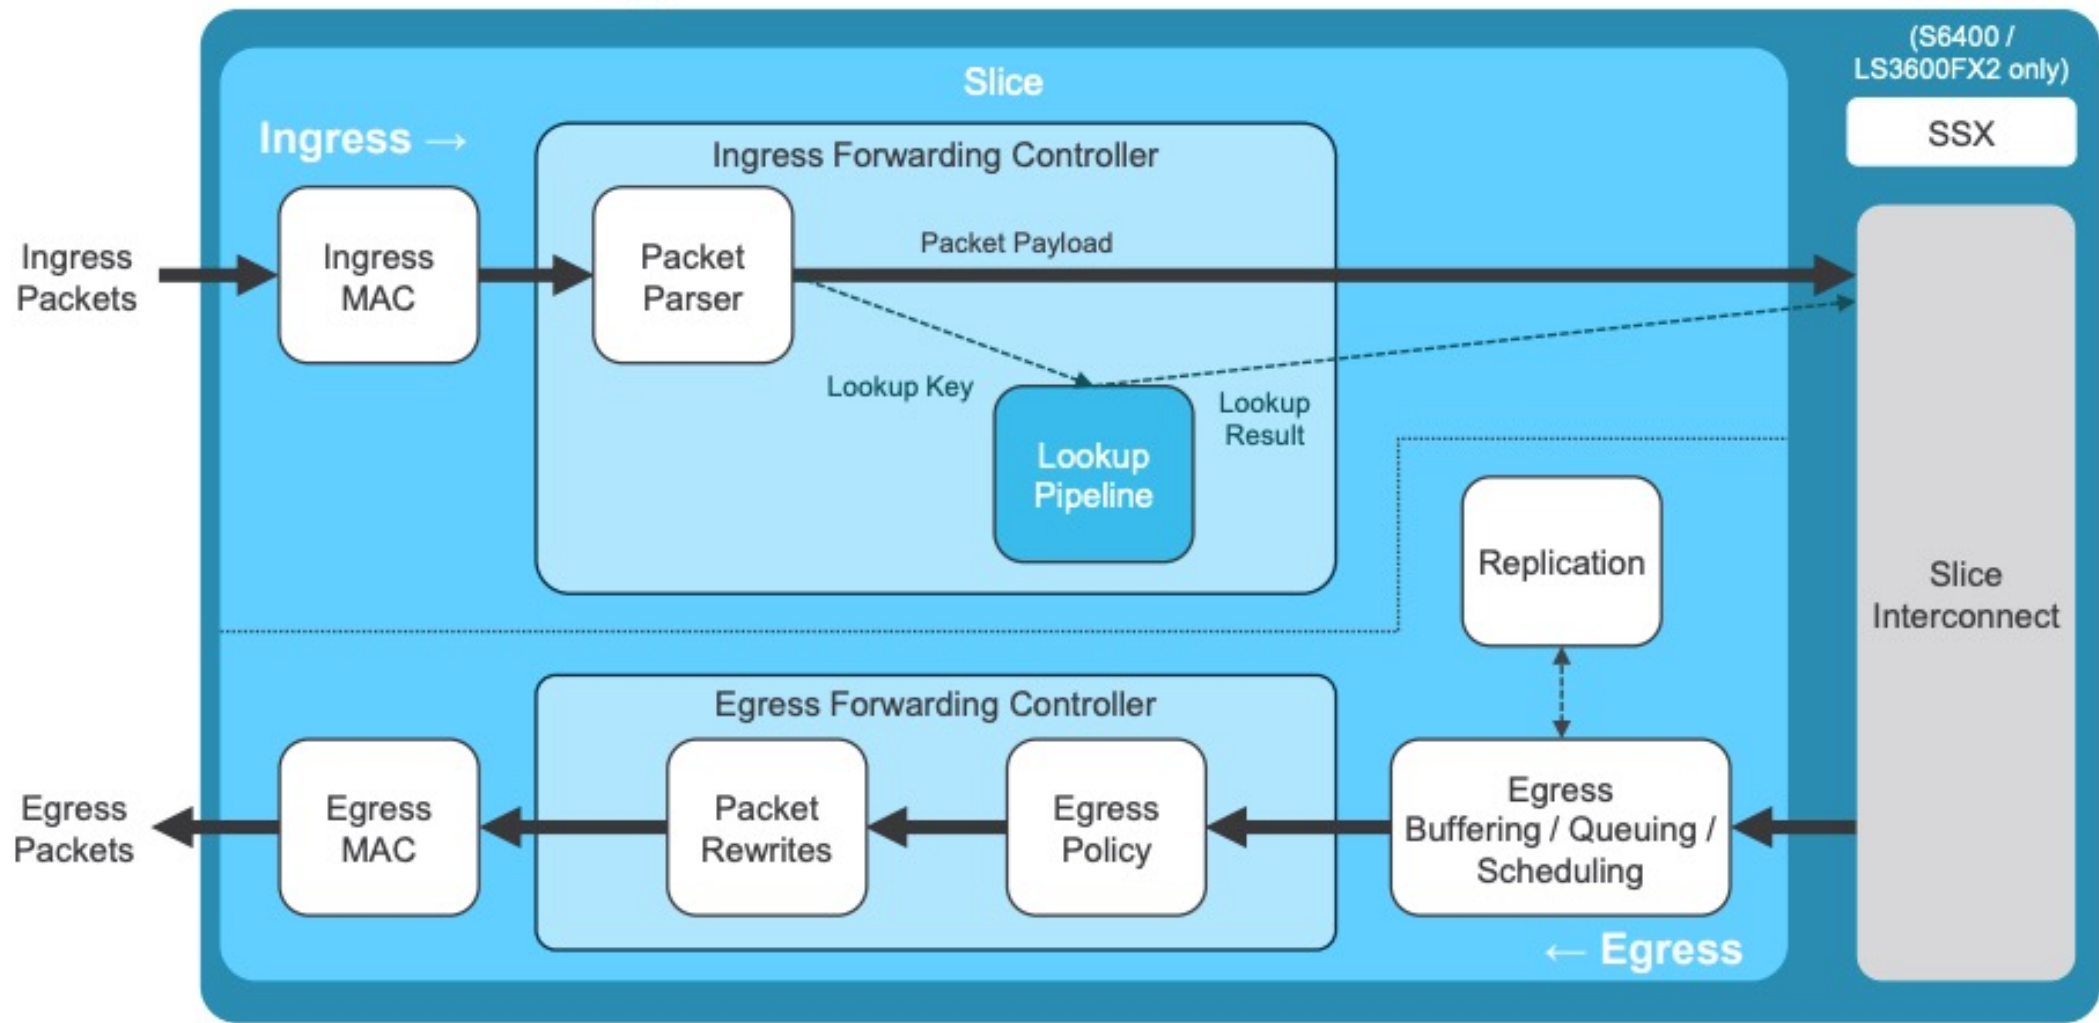 (S6400 /
LS3600FX2 only)
SSX
Slice
Ingress →
Ingress Forwarding Controller
Ingress
Packets
Ingress
MAC
Packet
Parser
Packet Payload
Lookup Key
Lookup
Result
Lookup
Pipeline
Replication
Slice
Interconnect
Egress Forwarding Controller
Egress
Packets
Egress
MAC
Packet
Rewrites
Egress
Policy
Egress
Buffering / Queuing /
Scheduling
← Egress